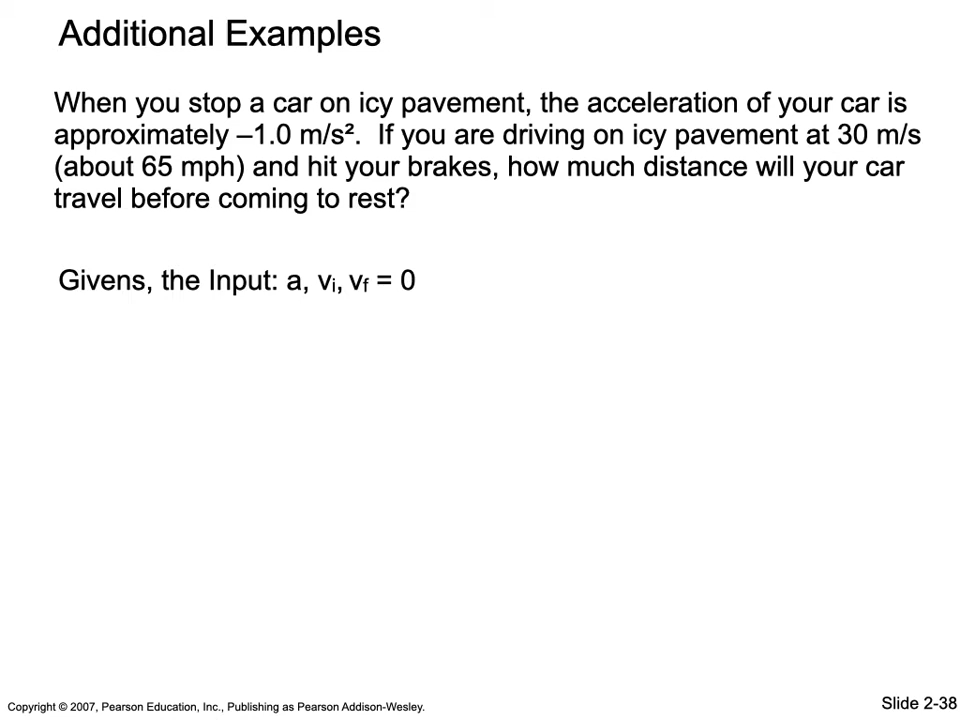 Additional Examples
When you stop a car on icy pavement, the acceleration of your car is
approximately –1.0 m/s².  If you are driving on icy pavement at 30 m/s
(about 65 mph) and hit your brakes, how much distance will your car
travel before coming to rest?
Givens, the Input: a, vᵢ, v_f = 0
Copyright © 2007, Pearson Education, Inc., Publishing as Pearson Addison-Wesley.
Slide 2-38